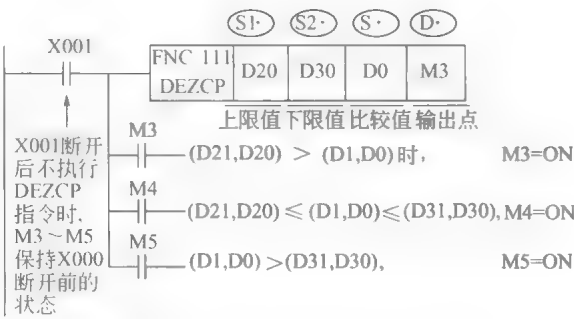 S1· S2· S· D·
X001
FNC 111 DEZCP D20 D30 D0 M3
上限值 下限值 比较值 输出点
X001断开
后不执行
DEZCP
指令时,
M3~M5
保持X000
断开前的
状态
M3
(D21,D20) > (D1,D0)时, M3=ON
M4
(D21,D20)≤(D1,D0)≤(D31,D30), M4=ON
M5
(D1,D0)>(D31,D30), M5=ON